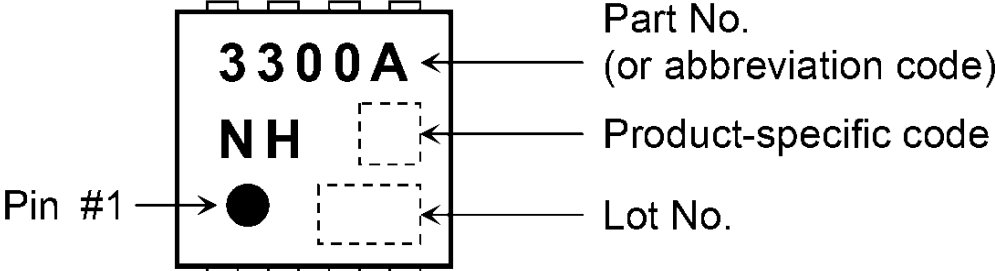 Part No.
3300A
(or abbreviation code)
NH
Product-specific code
Pin #1
Lot No.